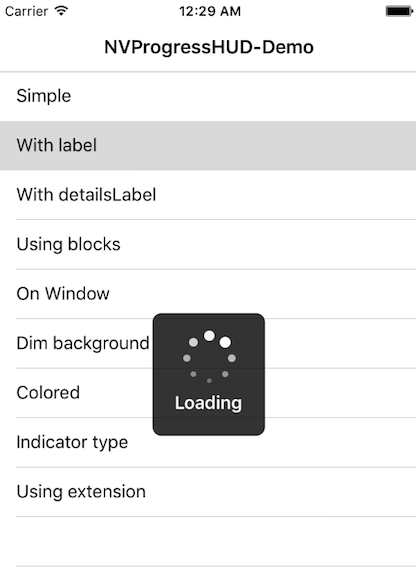 Carrier 12:29 AM
NVProgressHUD-Demo
Simple
With label
With detailsLabel
Using blocks
On Window
Dim background
Colored
Loading
Indicator type
Using extension